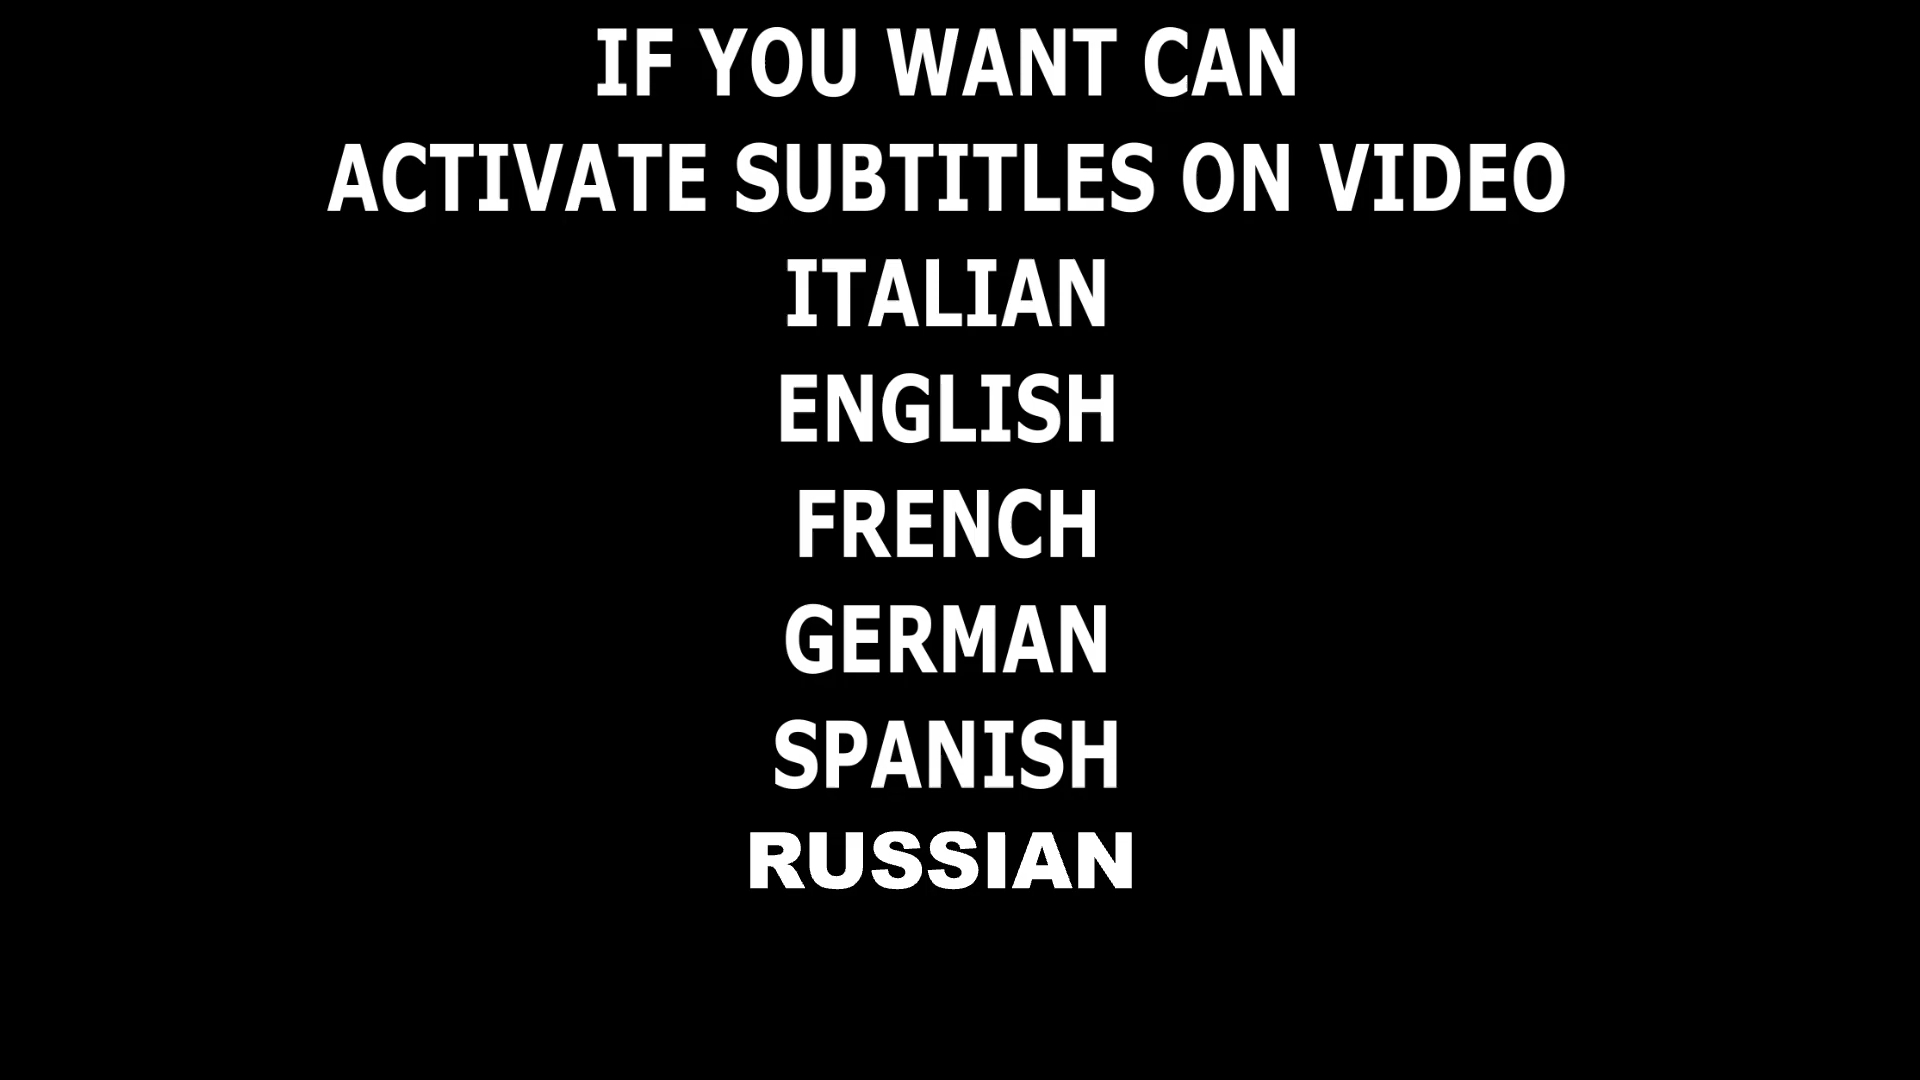 IF YOU WANT CAN
ACTIVATE SUBTITLES ON VIDEO
ITALIAN
ENGLISH
FRENCH
GERMAN
SPANISH
RUSSIAN